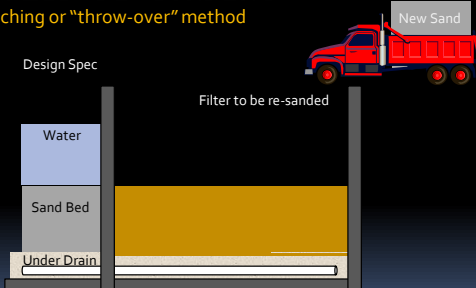 ching or “throw-over” method
New Sand
Design Spec
Filter to be re-sanded
Water
Sand Bed
Under Drain